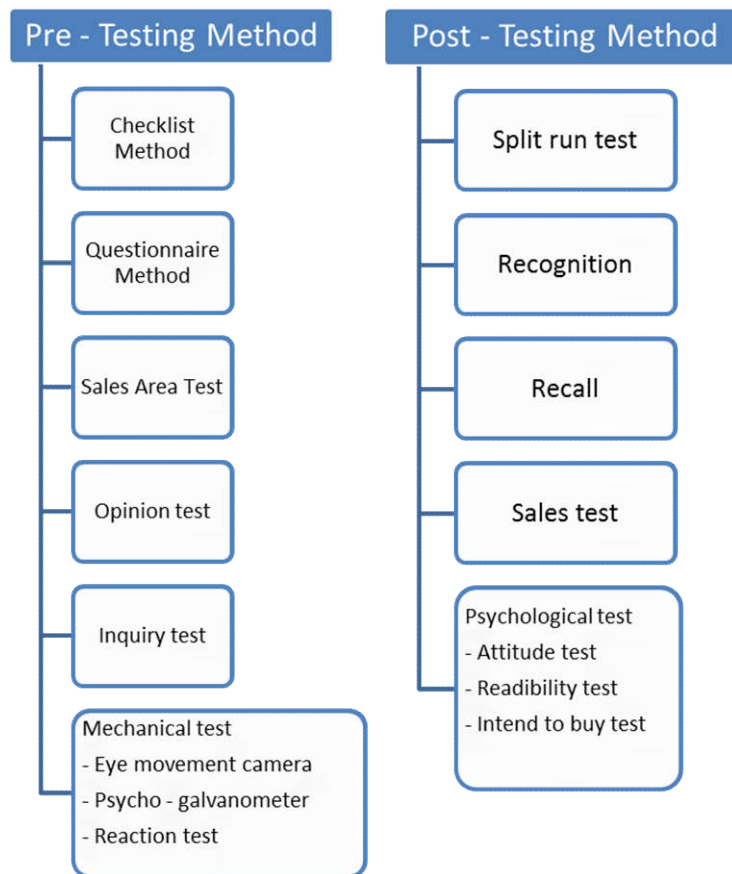 Pre - Testing Method
Checklist
Method
Questionnaire
Method
Sales Area Test
Opinion test
Inquiry test
Mechanical test
- Eye movement camera
- Psycho - galvanometer
- Reaction test
Post - Testing Method
Split run test
Recognition
Recall
Sales test
Psychological test
- Attitude test
- Readibility test
- Intend to buy test